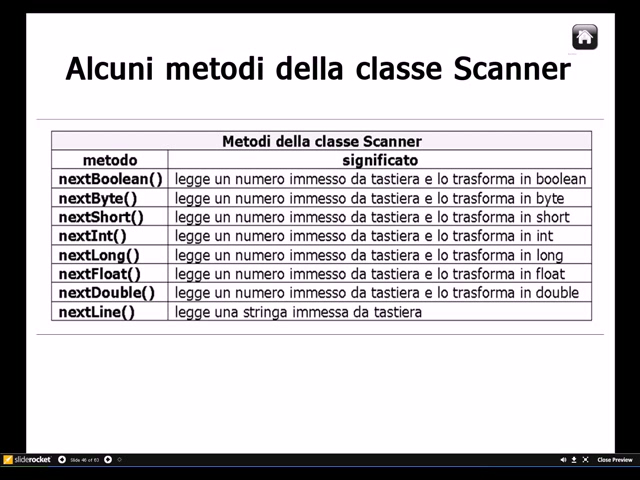 Alcuni metodi della classe Scanner
Metodi della classe Scanner
metodo significato
nextBoolean() legge un numero immesso da tastiera e lo trasforma in boolean
nextByte() legge un numero immesso da tastiera e lo trasforma in byte
nextShort() legge un numero immesso da tastiera e lo trasforma in short
nextInt() legge un numero immesso da tastiera e lo trasforma in int
nextLong() legge un numero immesso da tastiera e lo trasforma in long
nextFloat() legge un numero immesso da tastiera e lo trasforma in float
nextDouble() legge un numero immesso da tastiera e lo trasforma in double
nextLine() legge una stringa immessa da tastiera
sliderocket Slide 46 of 93 Close Preview